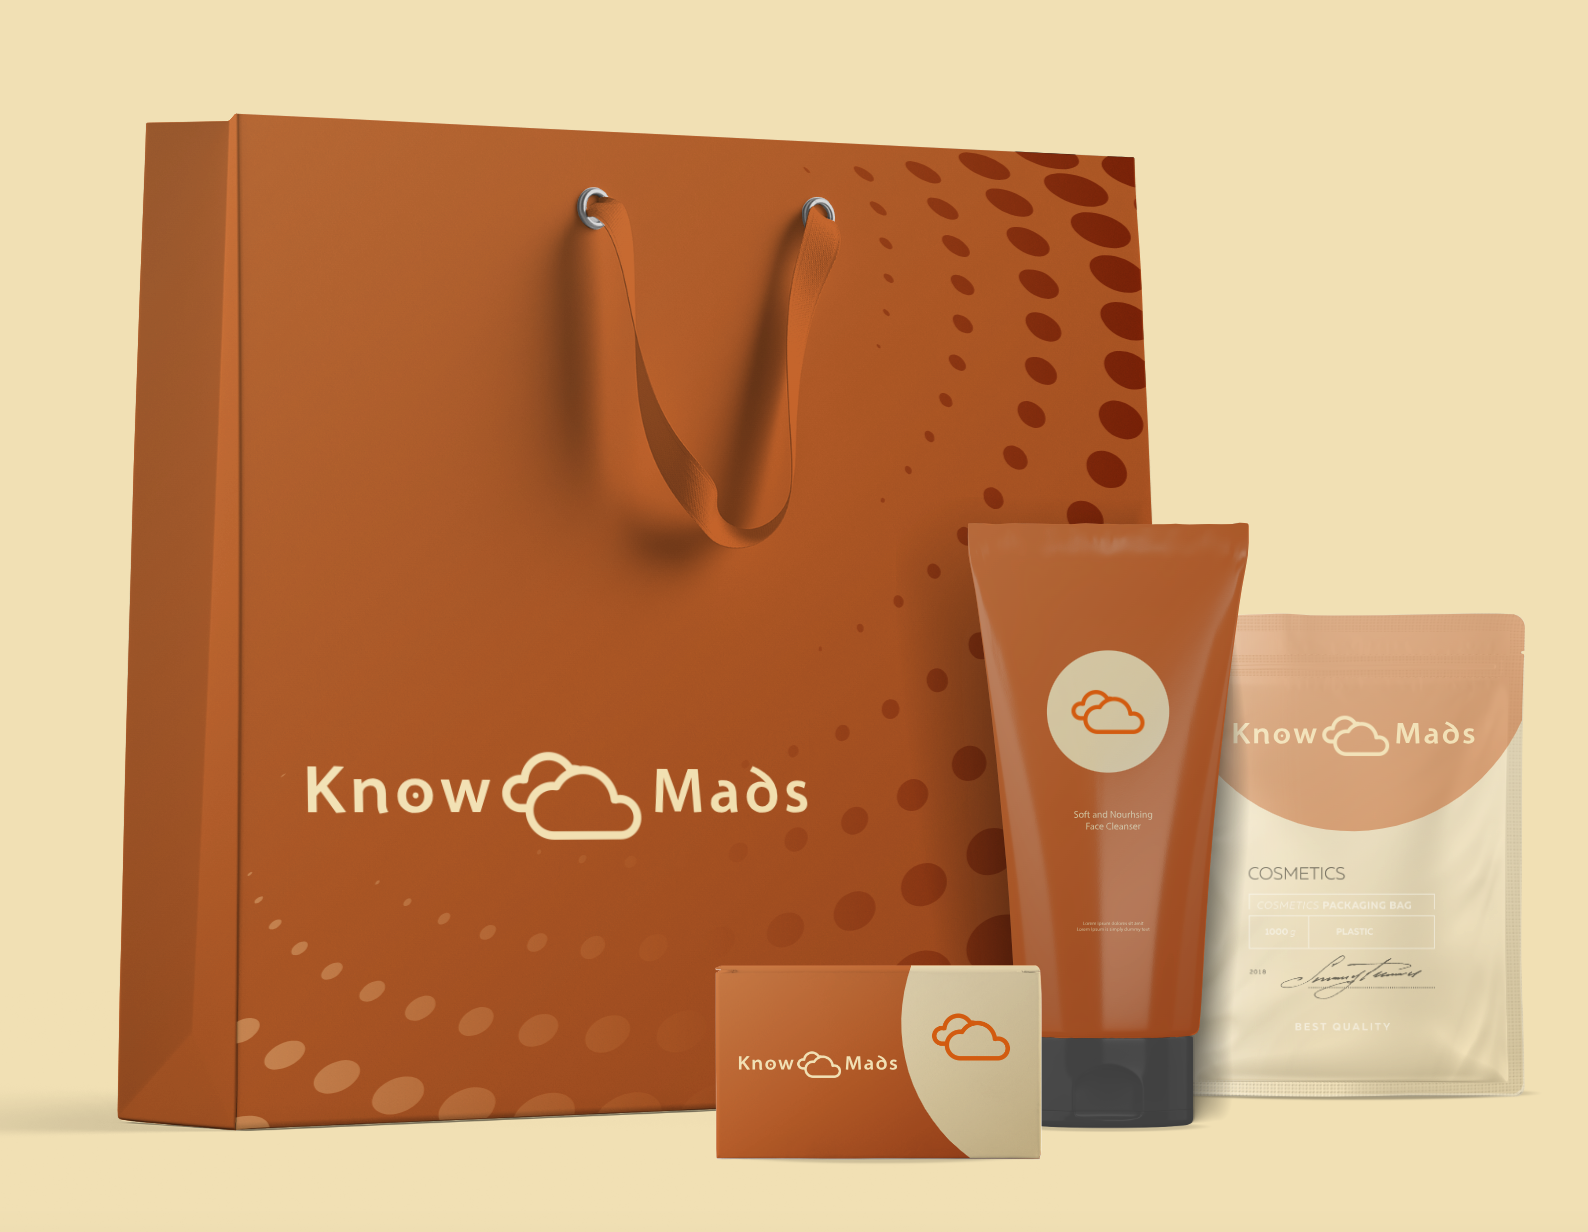 Know Mads
Soft and Nourhsing
Face Cleanser
Know Mads
COSMETICS
COSMETICS PACKAGING BAG
1000 g
PLASTIC
2018
BEST QUALITY
Know Mads